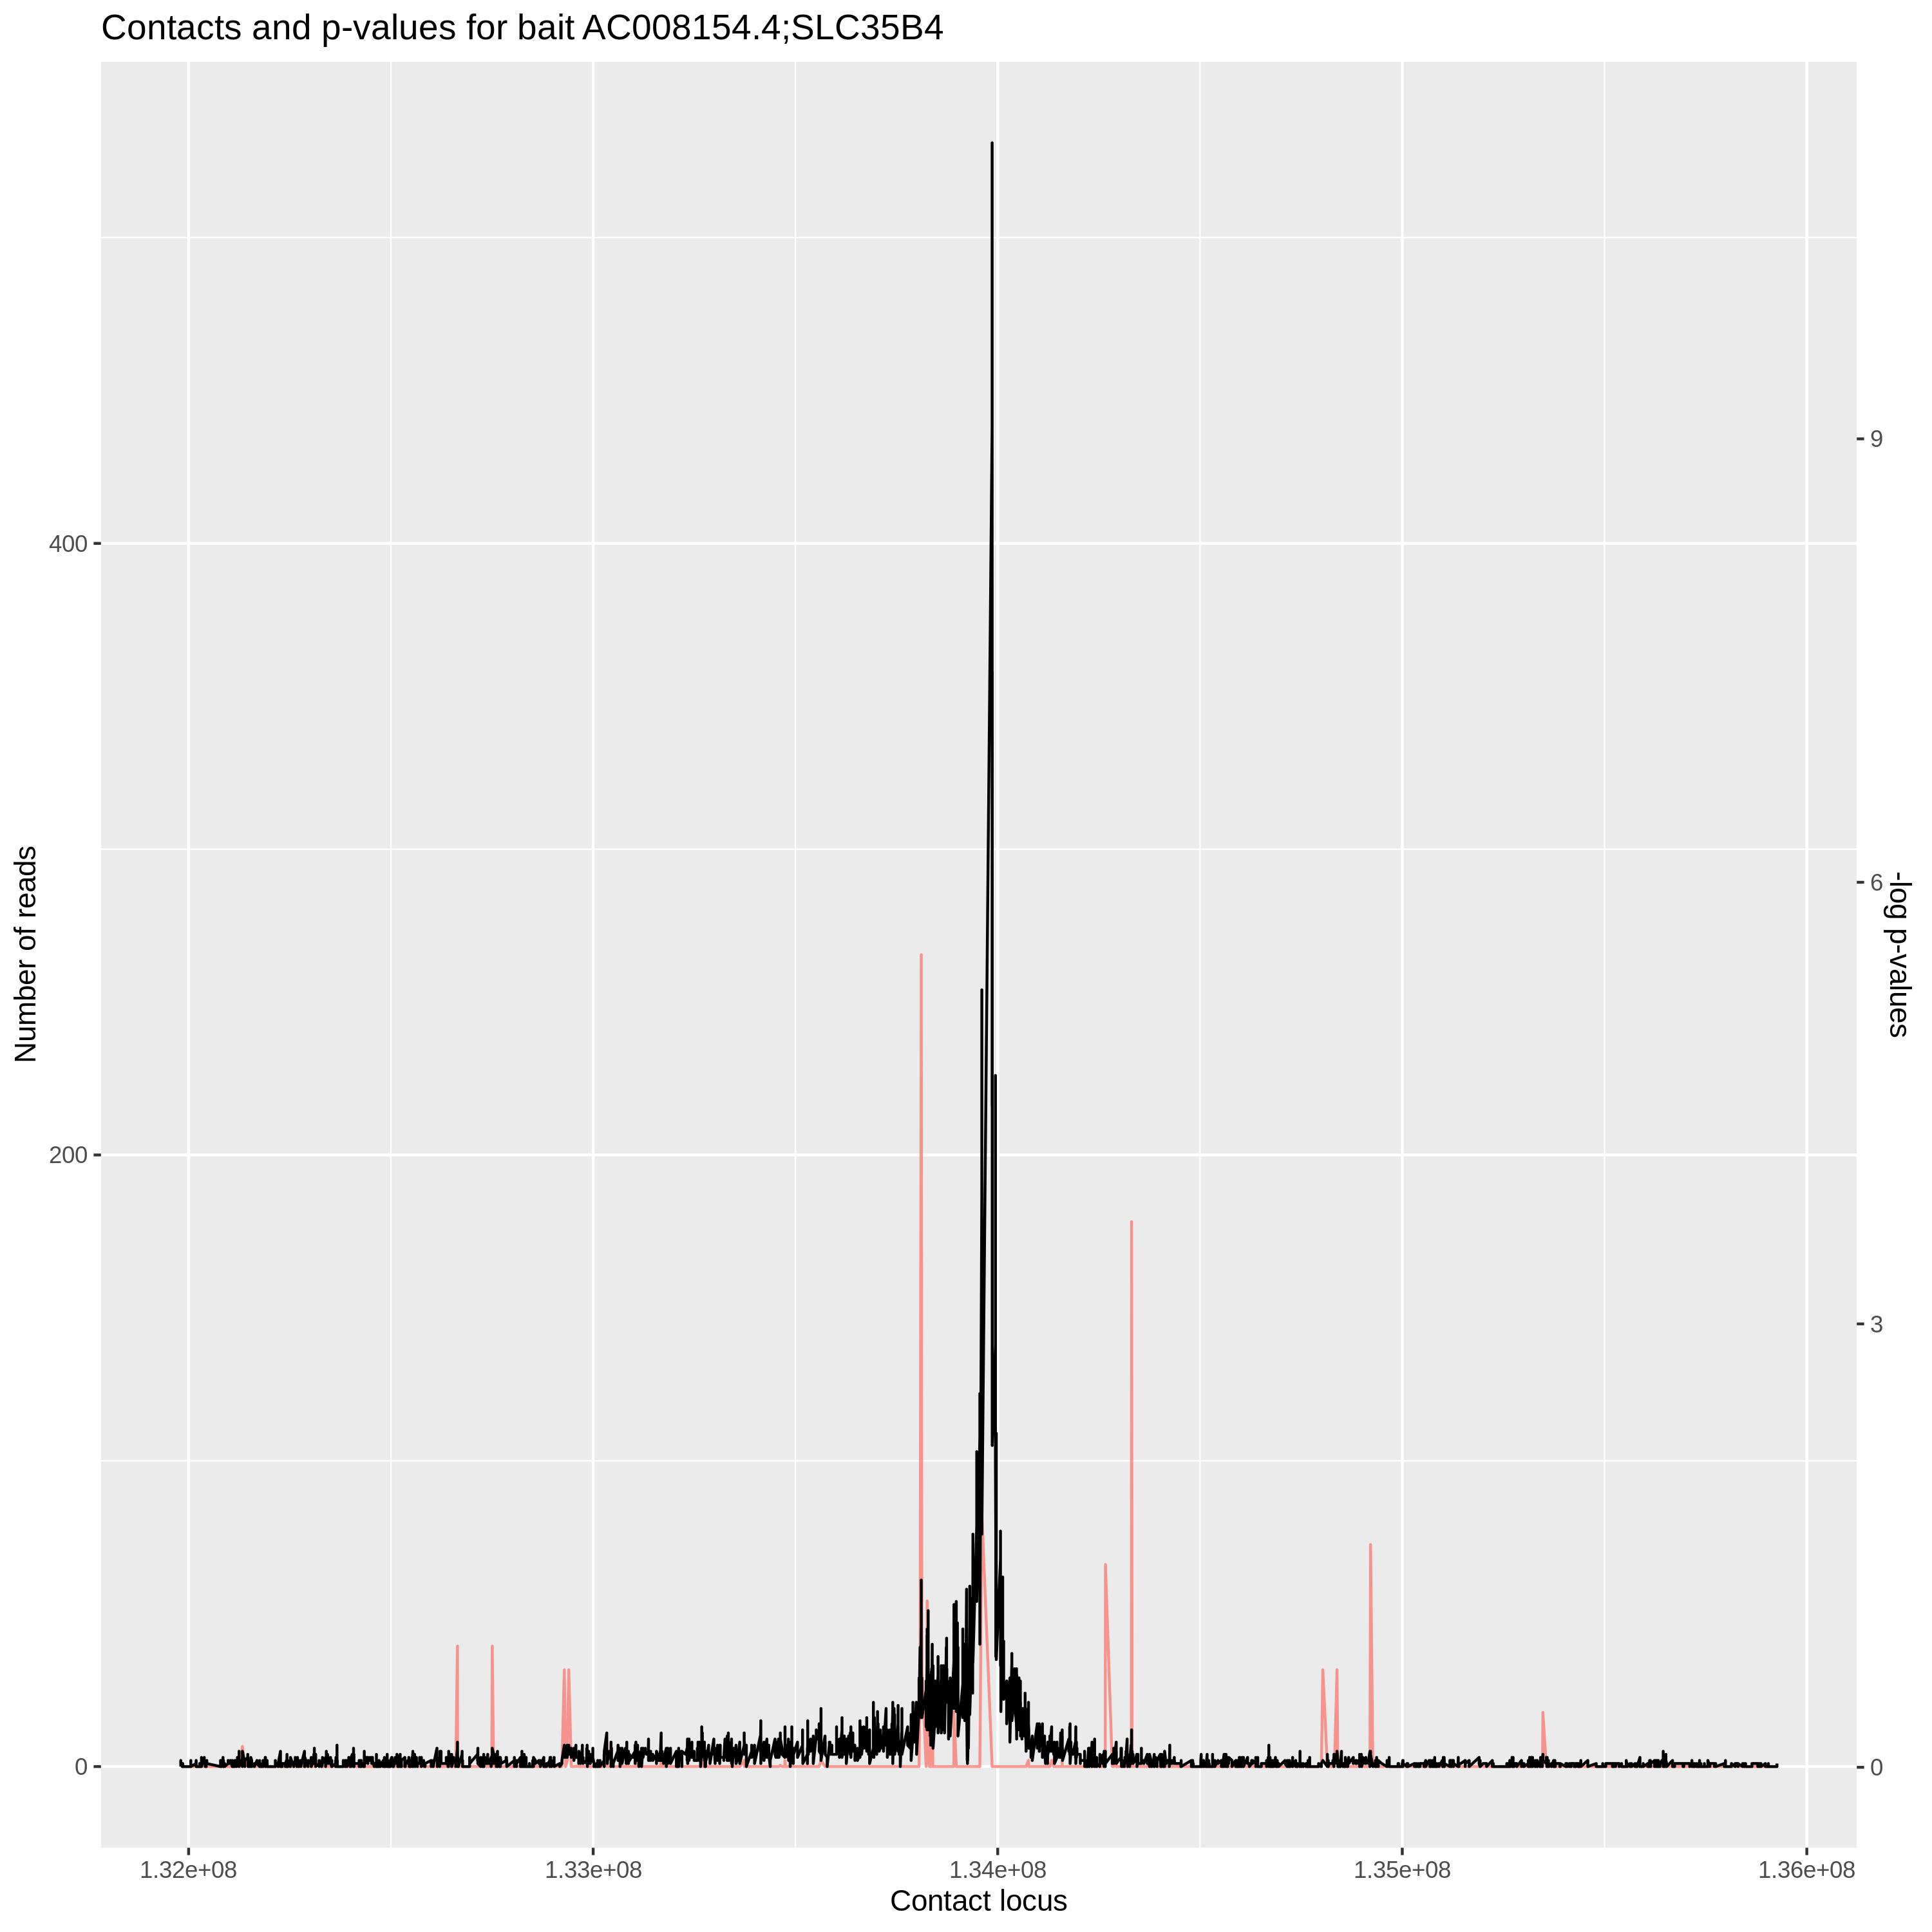 Contacts and p-values for bait AC008154.4;SLC35B4
Number of reads
400
200
0
9
6
3
0
-log p-values
1.32e+08
1.33e+08
1.34e+08
1.35e+08
1.36e+08
Contact locus